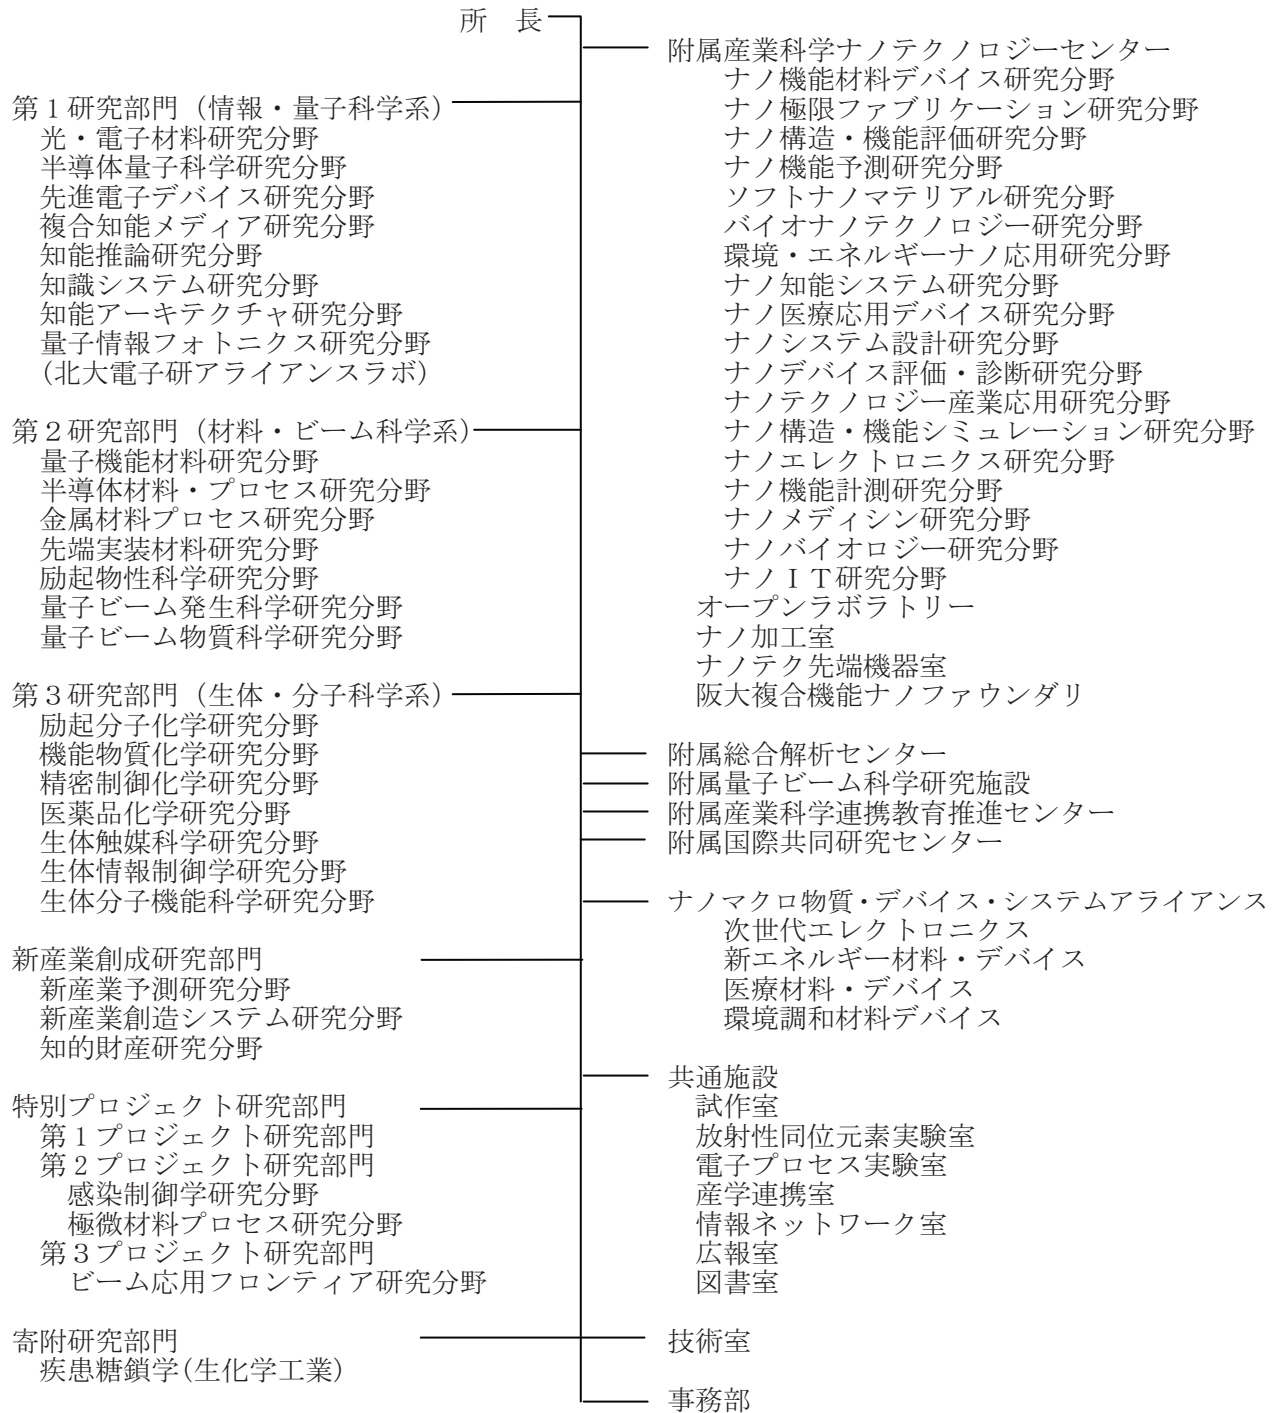 所　長
第１研究部門（情報・量子科学系）
光・電子材料研究分野
半導体量子科学研究分野
先進電子デバイス研究分野
複合知能メディア研究分野
知能推論研究分野
知識システム研究分野
知能アーキテクチャ研究分野
量子情報フォトニクス研究分野
(北大電子研アライアンスラボ)
第２研究部門（材料・ビーム科学系）
量子機能材料研究分野
半導体材料・プロセス研究分野
金属材料プロセス研究分野
先端実装材料研究分野
励起物性科学研究分野
量子ビーム発生科学研究分野
量子ビーム物質科学研究分野
第３研究部門（生体・分子科学系）
励起分子化学研究分野
機能物質化学研究分野
精密制御化学研究分野
医薬品化学研究分野
生体触媒科学研究分野
生体情報制御学研究分野
生体分子機能科学研究分野
新産業創成研究部門
新産業予測研究分野
新産業創造システム研究分野
知的財産研究分野
特別プロジェクト研究部門
第１プロジェクト研究部門
第２プロジェクト研究部門
感染制御学研究分野
極微材料プロセス研究分野
第３プロジェクト研究部門
ビーム応用フロンティア研究分野
寄附研究部門
疾患糖鎖学(生化学工業)
附属産業科学ナノテクノロジーセンター
ナノ機能材料デバイス研究分野
ナノ極限ファブリケーション研究分野
ナノ構造・機能評価研究分野
ナノ機能予測研究分野
ソフトナノマテリアル研究分野
バイオナノテクノロジー研究分野
環境・エネルギーナノ応用研究分野
ナノ知能システム研究分野
ナノ医療応用デバイス研究分野
ナノシステム設計研究分野
ナノデバイス評価・診断研究分野
ナノテクノロジー産業応用研究分野
ナノ構造・機能シミュレーション研究分野
ナノエレクトロニクス研究分野
ナノ機能計測研究分野
ナノメディシン研究分野
ナノバイオロジー研究分野
ナノＩＴ研究分野
オープンラボラトリー
ナノ加工室
ナノテク先端機器室
阪大複合機能ナノファウンダリ
附属総合解析センター
附属量子ビーム科学研究施設
附属産業科学連携教育推進センター
附属国際共同研究センター
ナノマクロ物質・デバイス・システムアライアンス
次世代エレクトロニクス
新エネルギー材料・デバイス
医療材料・デバイス
環境調和材料デバイス
共通施設
試作室
放射性同位元素実験室
電子プロセス実験室
産学連携室
情報ネットワーク室
広報室
図書室
技術室
事務部